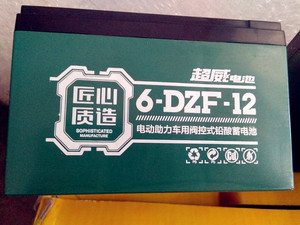 超威电池
匠心
质造
SOPHISTICATED
MANUFACTURE
6-DZF-12
电动助力车用阀控式铅酸蓄电池